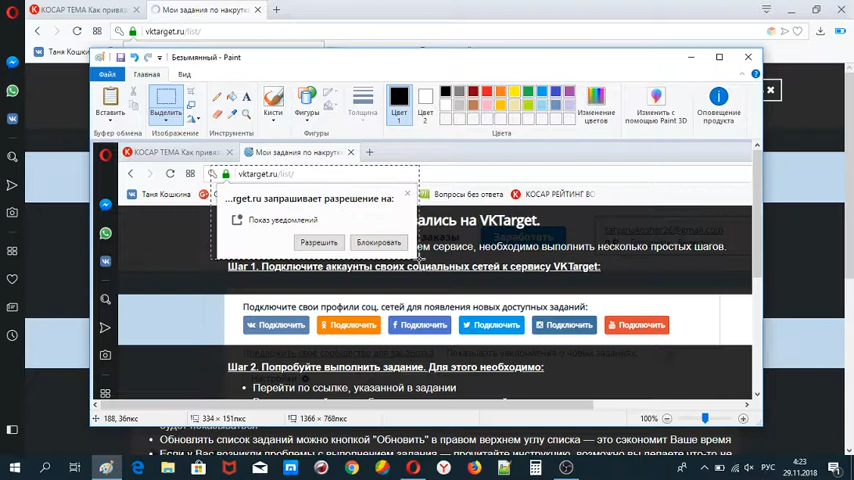 КОСАР ТЕМА Как привяз
Мои задания по накрутк
vktarget.ru/list/
Таня Кошки
Безымянный - Paint
Файл
Главная
Вид
Вставить
Выделить
Кисти
Фигуры
Толщина
Цвет 1
Цвет 2
Изменение цветов
Изменить с помощью Paint 3D
Оповещение продукта
Буфер обмена
Изображение
Инструменты
Фигуры
Цвета
КОСАР ТЕМА Как привяз
Мои задания по накрутк
vktarget.ru/list/
Таня Кошкина
Вопросы без ответа
КОСАР РЕЙТИНГ ВО
...rget.ru запрашивает разрешение на:
Показ уведомлений
Разрешить
Блокировать
вались на VKTarget.
ем сервисе, необходимо выполнить несколько простых шагов.
Шаг 1. Подключите аккаунты своих социальных сетей к сервису VKTarget:
Подключите свои профили соц. сетей для появления новых доступных заданий:
Подключить
Подключить
Подключить
Подключить
Подключить
Подключить
Шаг 2. Попробуйте выполнить задание. Для этого необходимо:
• Перейти по ссылке, указанной в задании
188, 36пкс
334 × 151пкс
1366 × 768пкс
100%
• Обновлять список заданий можно кнопкой "Обновить" в правом верхнем углу списка — это сэкономит Ваше время
РУС
4:23
29.11.2018